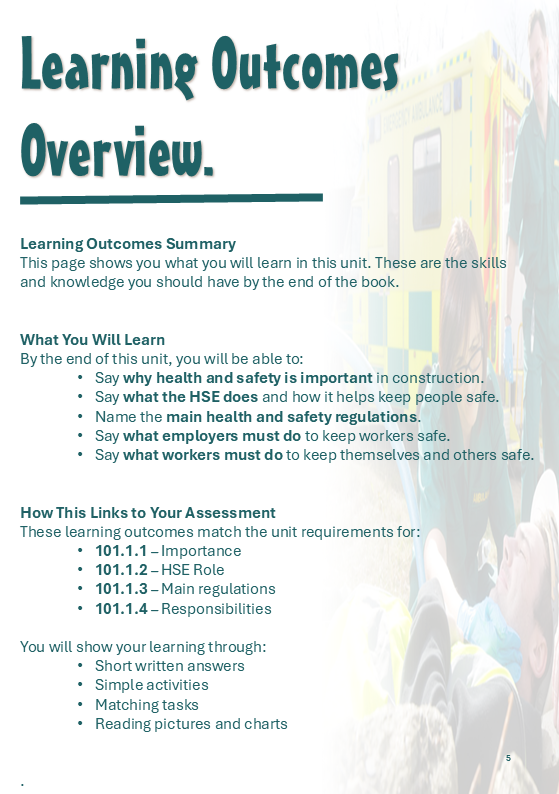 Learning Outcomes
Overview.
EMERGENCY AMBULANCE
Learning Outcomes Summary
This page shows you what you will learn in this unit. These are the skills
and knowledge you should have by the end of the book.
What You Will Learn
By the end of this unit, you will be able to:
• Say why health and safety is important in construction.
• Say what the HSE does and how it helps keep people safe.
• Name the main health and safety regulations.
• Say what employers must do to keep workers safe.
• Say what workers must do to keep themselves and others safe.
How This Links to Your Assessment
These learning outcomes match the unit requirements for:
• 101.1.1 – Importance
• 101.1.2 – HSE Role
• 101.1.3 – Main regulations
• 101.1.4 – Responsibilities
You will show your learning through:
• Short written answers
• Simple activities
• Matching tasks
• Reading pictures and charts
5
.